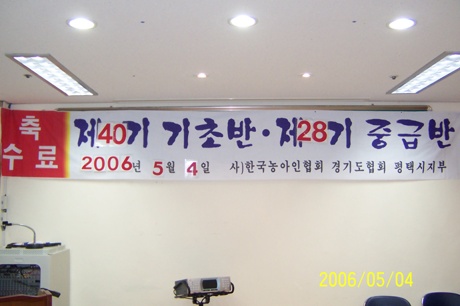 축 수료
제40기 기초반·제28기 중급반
2006년 5월 4일 사)한국농아인협회 경기도협회 평택시지부
2006/05/04